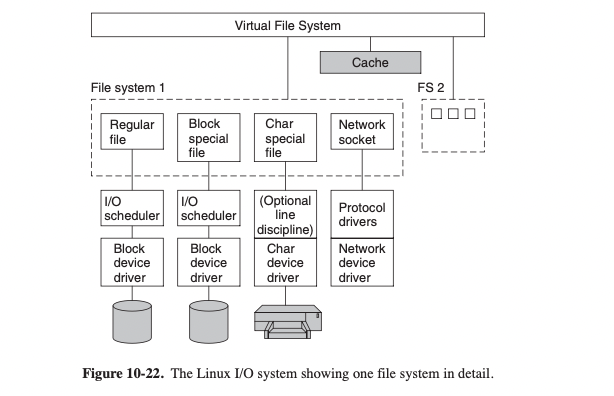 Virtual File System
Cache
File system 1
FS 2
Regular
file
Block
special
file
Char
special
file
Network
socket
I/O
scheduler
I/O
scheduler
(Optional
line
discipline)
Protocol
drivers
Block
device
driver
Block
device
driver
Char
device
driver
Network
device
driver
Figure 10-22. The Linux I/O system showing one file system in detail.